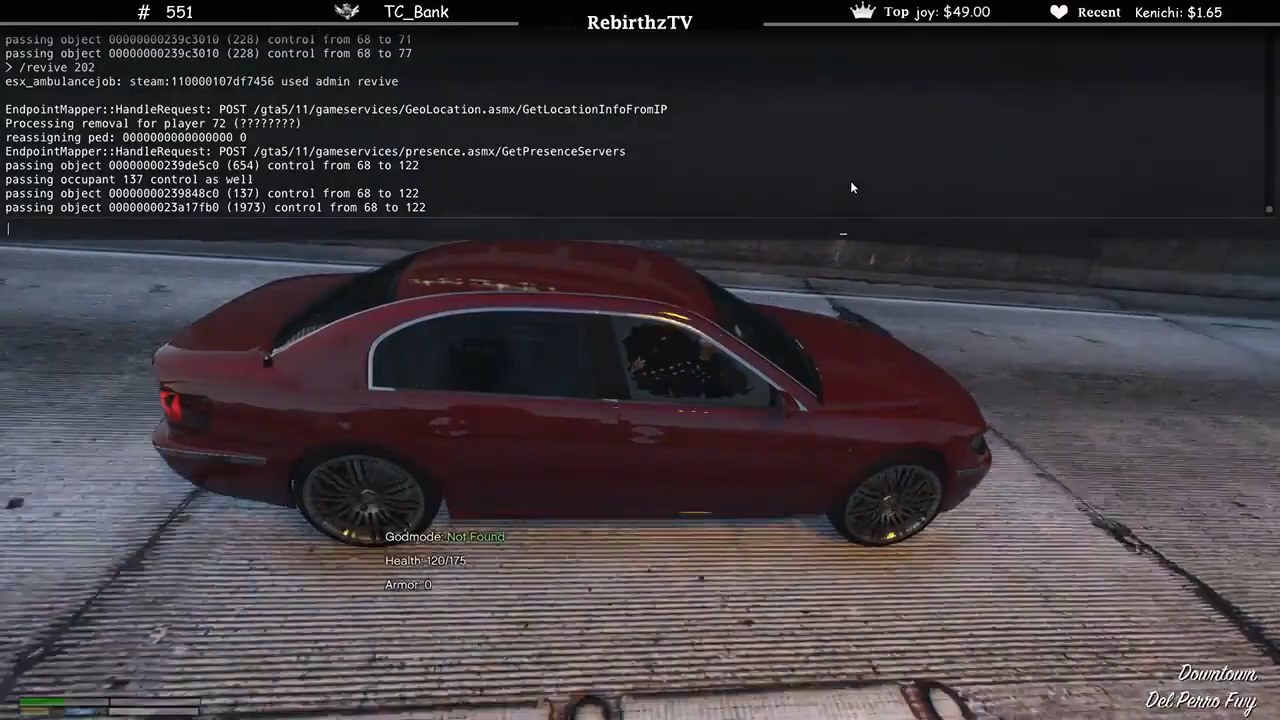 # 551 TC_Bank RebirthzTV Top joy: $49.00 Recent Kenichi: $1.65
passing object 00000000239c3010 (228) control from 68 to 71
passing object 00000000239c3010 (228) control from 68 to 77
> /revive 202
esx_ambulancejob: steam:110000107df7456 used admin revive
EndpointMapper::HandleRequest: POST /gta5/11/gameservices/GeoLocation.asmx/GetLocationInfoFromIP
Processing removal for player 72 (????????)
reassigning ped: 0000000000000000 0
EndpointMapper::HandleRequest: POST /gta5/11/gameservices/presence.asmx/GetPresenceServers
passing object 00000000239de5c0 (654) control from 68 to 122
passing occupant 137 control as well
passing object 00000000239848c0 (137) control from 68 to 122
passing object 0000000023a17fb0 (1973) control from 68 to 122
Godmode: Not Found
Health: 120/175
Armor: 0
Downtown
Del Perro Fwy